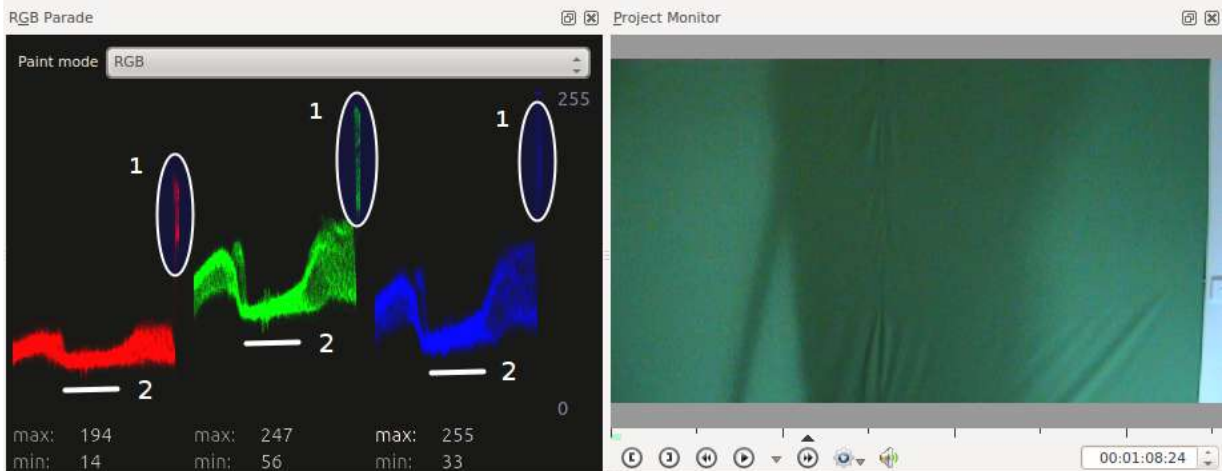 RGB Parade
Project Monitor
Paint mode RGB
255
1
1
1
2
2
2
0
max: 194 max: 247 max: 255
min: 14 min: 56 min: 33
00:01:08:24